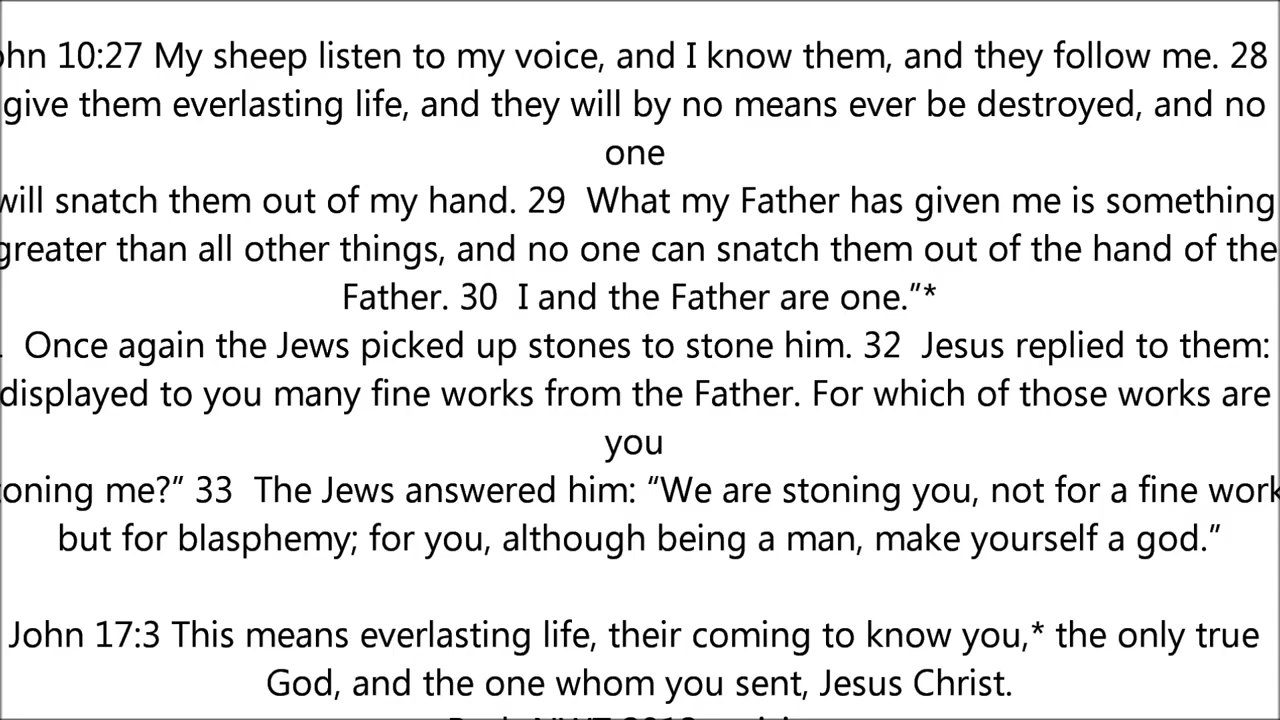 ohn 10:27 My sheep listen to my voice, and I know them, and they follow me. 28
give them everlasting life, and they will by no means ever be destroyed, and no
one
will snatch them out of my hand. 29  What my Father has given me is something
greater than all other things, and no one can snatch them out of the hand of the
Father. 30  I and the Father are one.”*
Once again the Jews picked up stones to stone him. 32  Jesus replied to them:
displayed to you many fine works from the Father. For which of those works are
you
oning me?” 33  The Jews answered him: “We are stoning you, not for a fine work
but for blasphemy; for you, although being a man, make yourself a god.”
John 17:3 This means everlasting life, their coming to know you,* the only true
God, and the one whom you sent, Jesus Christ.